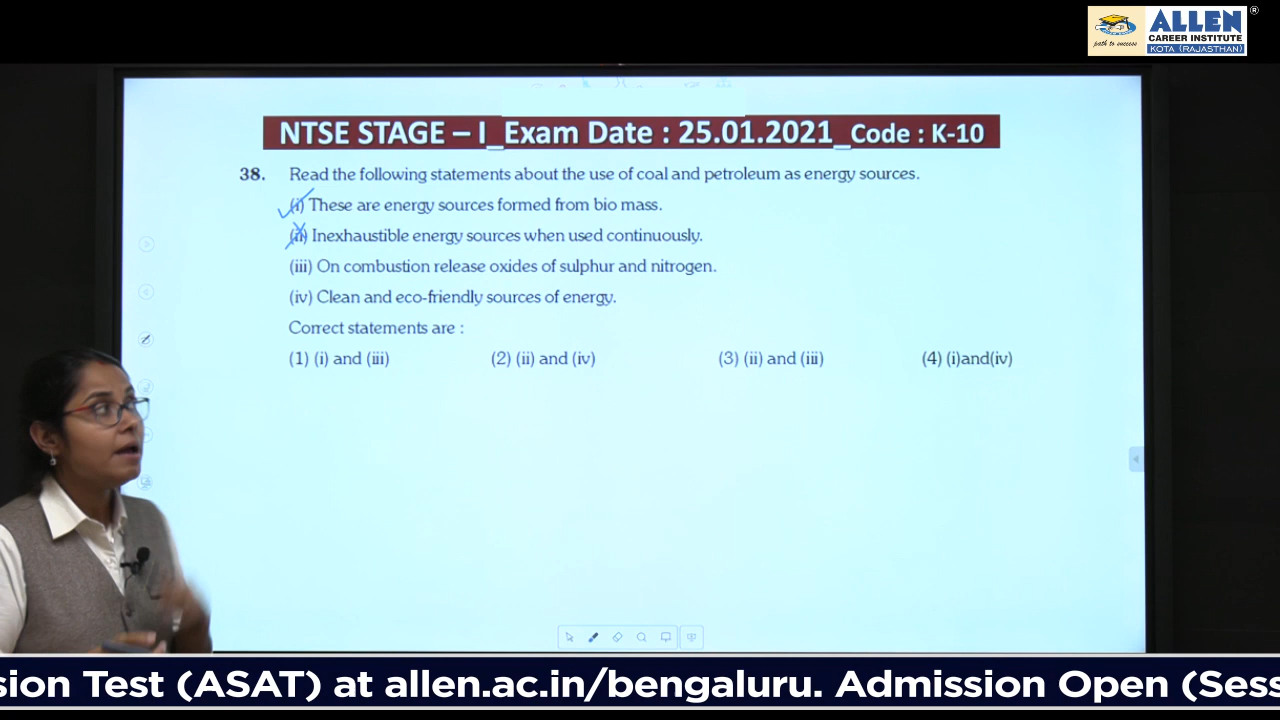 ALLEN
®
CAREER INSTITUTE
path to success
KOTA (RAJASTHAN)
NTSE STAGE – I_Exam Date : 25.01.2021_Code : K-10
38. Read the following statements about the use of coal and petroleum as energy sources.
(i) These are energy sources formed from bio mass.
(ii) Inexhaustible energy sources when used continuously.
(iii) On combustion release oxides of sulphur and nitrogen.
(iv) Clean and eco-friendly sources of energy.
Correct statements are :
(1) (i) and (iii) (2) (ii) and (iv) (3) (ii) and (iii) (4) (i)and(iv)
sion Test (ASAT) at allen.ac.in/bengaluru. Admission Open (Sess